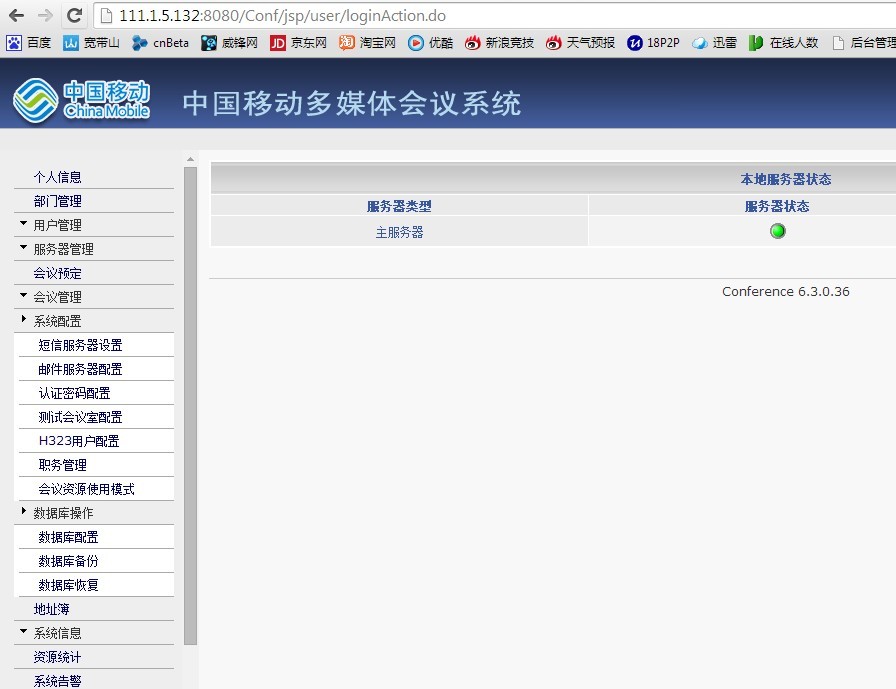 111.1.5.132:8080/Conf/jsp/user/loginAction.do
百度 宽带山 cnBeta 威锋网 JD 京东网 淘 淘宝网 优酷 新浪竞技 天气预报 18P2P 迅雷 在线人数 后台管理
中国移动 China Mobile 中国移动多媒体会议系统
个人信息
部门管理
用户管理
服务器管理
会议预定
会议管理
系统配置
短信服务器设置
邮件服务器配置
认证密码配置
测试会议室配置
H323用户配置
职务管理
会议资源使用模式
数据库操作
数据库配置
数据库备份
数据库恢复
地址簿
系统信息
资源统计
系统告警
本地服务器状态
服务器类型 服务器状态
主服务器
Conference 6.3.0.36